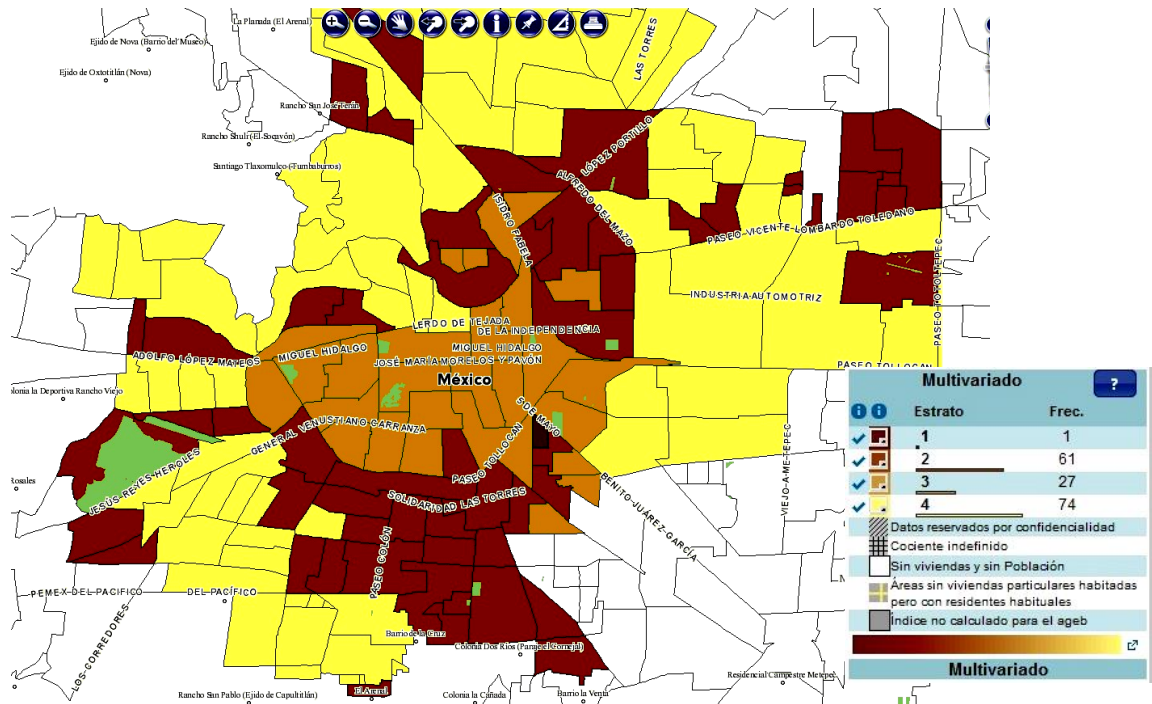 La Planada (El Arenal)
Ejido de Nova (Barrio del Museo)
Ejido de Oxtotitlán (Nova)
LAS TORRES
Rancho San José Terán
Rancho Shuli (El Socavón)
Santiago Tlaxomulco (Tumbaburros)
LÓPEZ PORTILLO
ALFREDO DEL MAZO
ISIDRO FABELA
PASEO VICENTE LOMBARDO TOLEDANO
PASEO TOTOLTEPEC
INDUSTRIA AUTOMOTRIZ
LERDO DE TEJADA
DE LA INDEPENDENCIA
ADOLFO LÓPEZ MATEOS
MIGUEL HIDALGO
MIGUEL HIDALGO
JOSÉ MARÍA MORELOS Y PAVÓN
PASEO TOLLOCAN
México
Colonia la Deportiva Rancho Viejo
5 DE MAYO
GENERAL VENUSTIANO CARRANZA
PASEO TOLLOCAN
VIEJO A METEPEC
JESÚS REYES HEROLES
Rosales
SOLIDARIDAD LAS TORRES
BENITO JUÁREZ GARCÍA
PASEO COLÓN
PEMEX DEL PACIFICO
DEL PACÍFICO
LOS CORREDORES
Barrio de la Cruz
Colonia Dos Ríos (Paraje el Cornejal)
Residencial Campestre Metepec
El Arenal
Rancho San Pablo (Ejido de Capultitlán)
Colonia la Cañada
Barrio la Venta
Multivariado ?
Estrato Frec.
1 1
2 61
3 27
4 74
Datos reservados por confidencialidad
Cociente indefinido
Sin viviendas y sin Población
Áreas sin viviendas particulares habitadas
pero con residentes habituales
Índice no calculado para el ageb
Multivariado